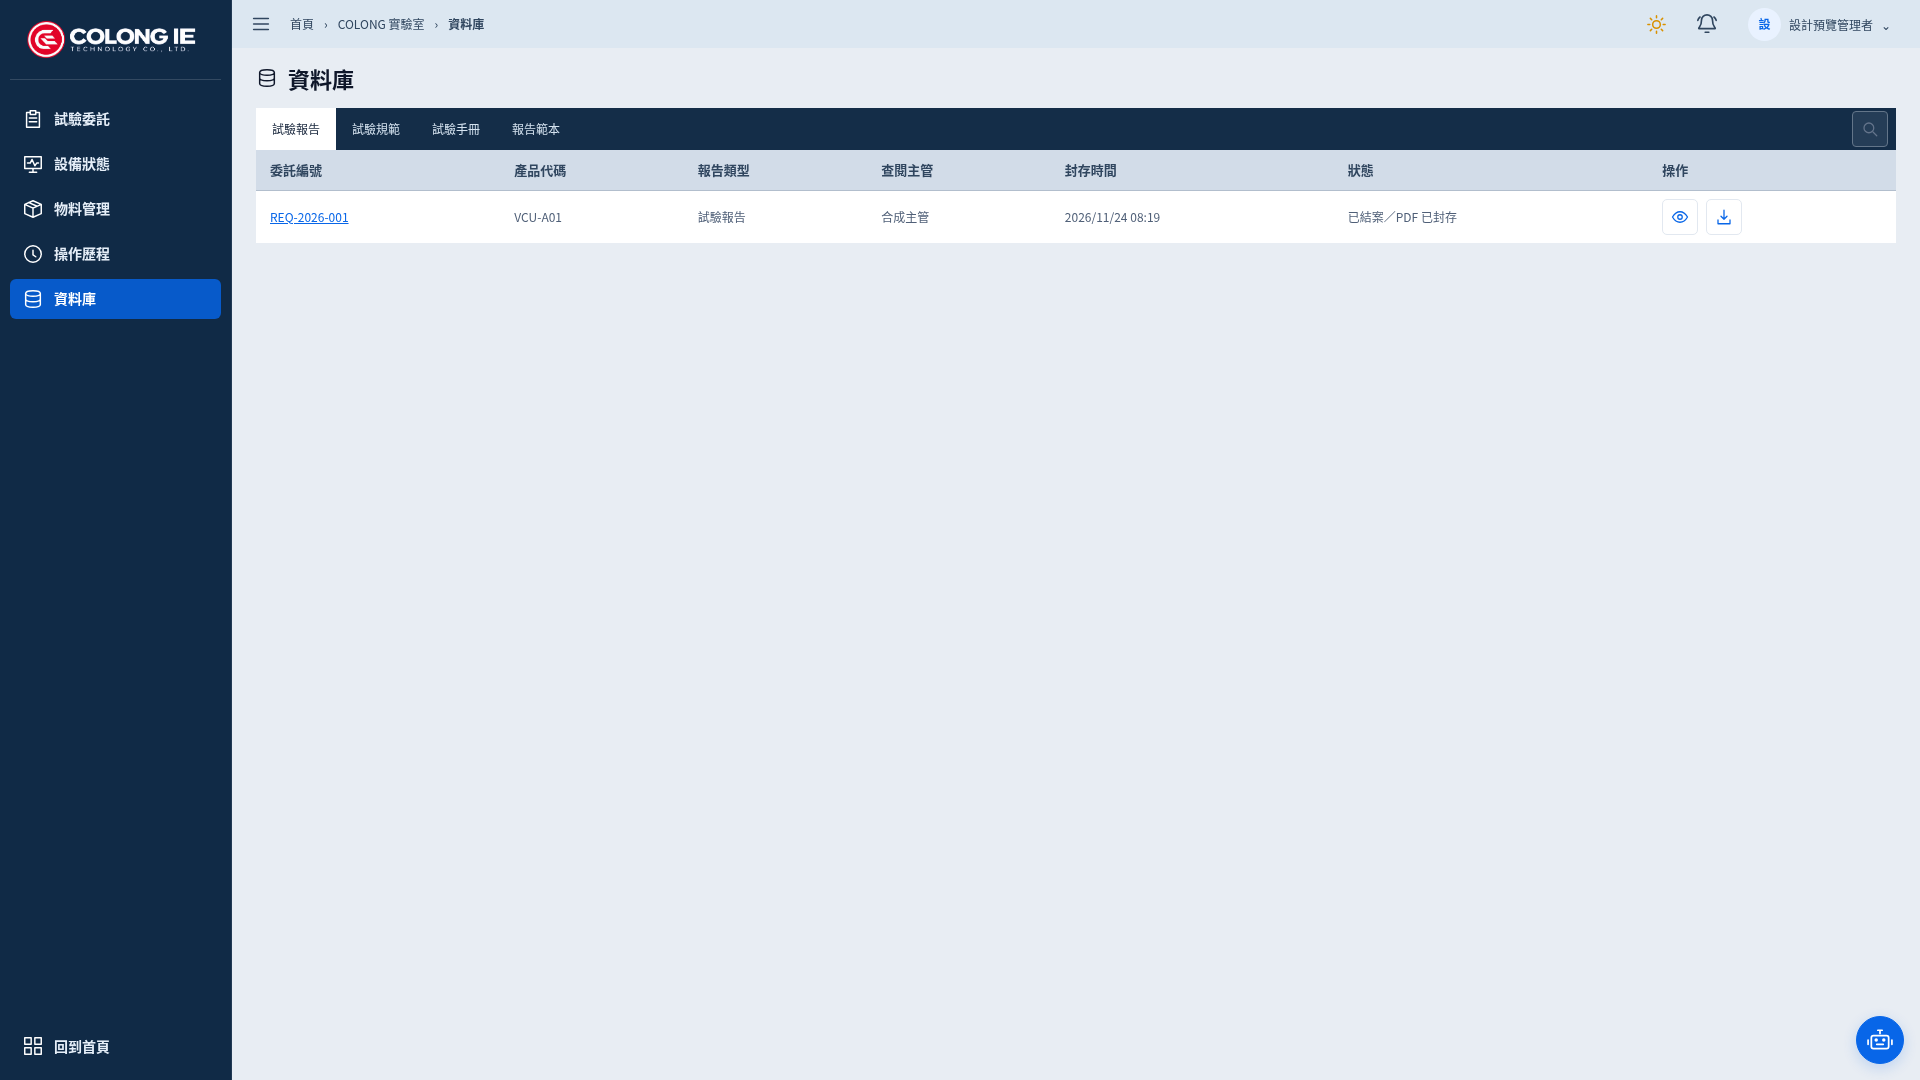 COLONG IE
TECHNOLOGY CO., LTD.
試驗委託
設備狀態
物料管理
操作歷程
資料庫
回到首頁
首頁 › COLONG 實驗室 › 資料庫
設 設計預覽管理者
資料庫
試驗報告 試驗規範 試驗手冊 報告範本
委託編號 產品代碼 報告類型 查閱主管 封存時間 狀態 操作
REQ-2026-001 VCU-A01 試驗報告 合成主管 2026/11/24 08:19 已結案／PDF 已封存